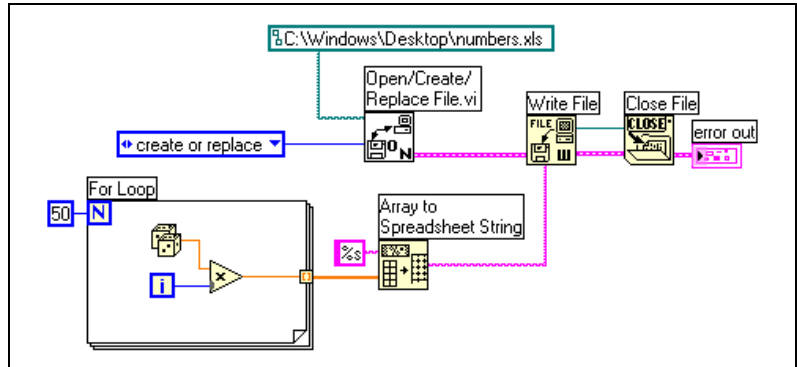 C:\Windows\Desktop\numbers.xls
Open/Create/
Replace File.vi
Write File
Close File
FILE
W
CLOSE
error out
create or replace
O
N
For Loop
50
N
Array to
Spreadsheet String
%s
i
x